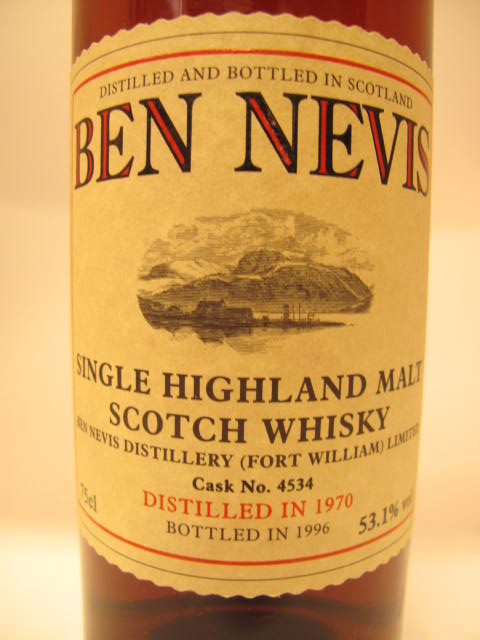 DISTILLED AND BOTTLED IN SCOTLAND
BEN NEVIS
SINGLE HIGHLAND MALT
SCOTCH WHISKY
BEN NEVIS DISTILLERY (FORT WILLIAM) LIMITED
Cask No. 4534
75cl
DISTILLED IN 1970
53.1% vol
BOTTLED IN 1996